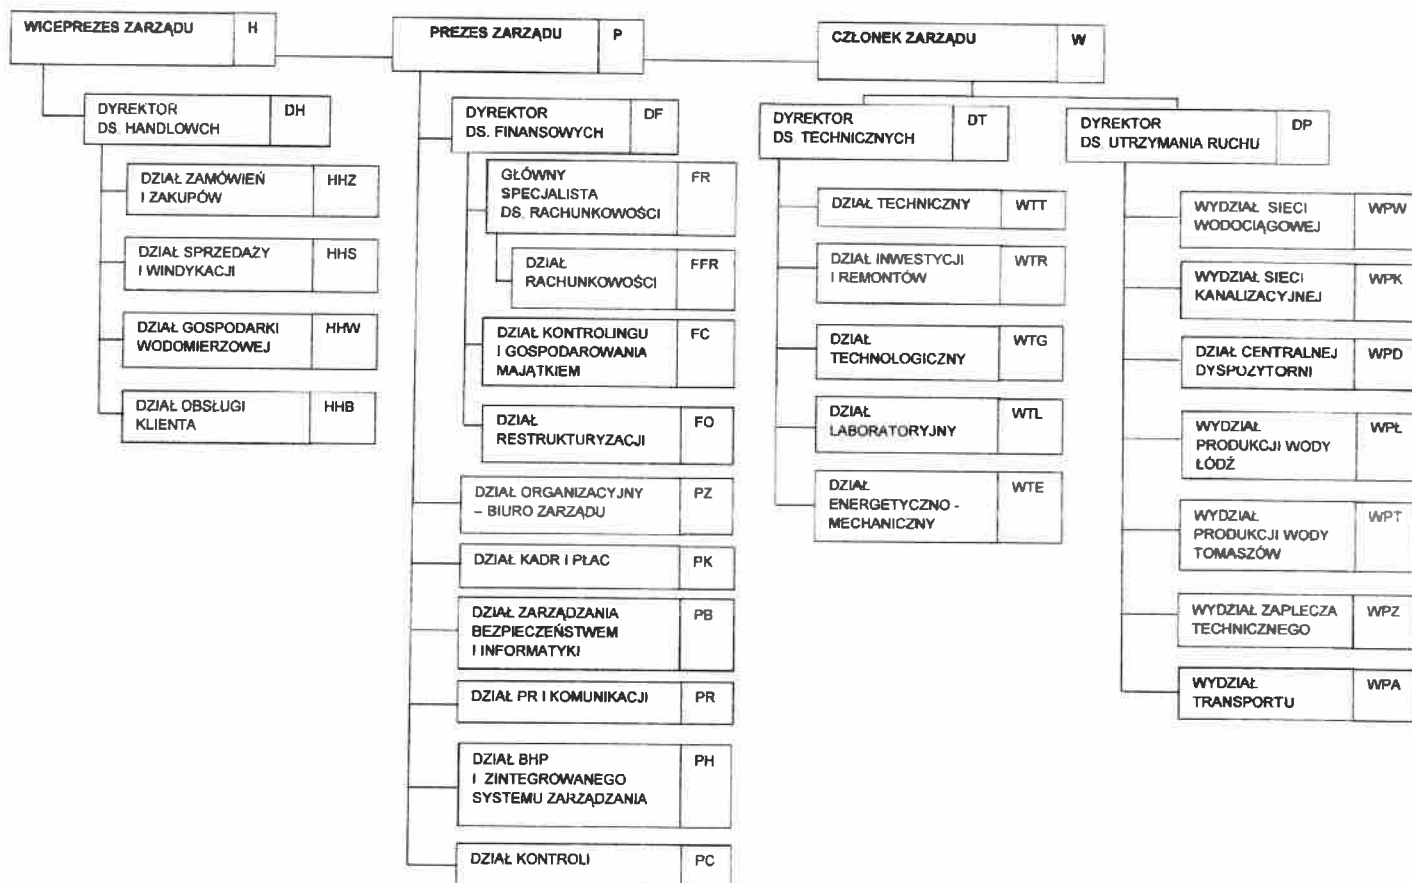 WICEPREZES ZARZĄDU H
DYREKTOR DH
DS. HANDLOWCH
DZIAŁ ZAMÓWIEŃ HHZ
I ZAKUPÓW
DZIAŁ SPRZEDAŻY HHS
I WINDYKACJI
DZIAŁ GOSPODARKI HHW
WODOMIERZOWEJ
DZIAŁ OBSŁUGI HHB
KLIENTA
PREZES ZARZĄDU P
DYREKTOR DF
DS. FINANSOWYCH
GŁÓWNY FR
SPECJALISTA
DS. RACHUNKOWOŚCI
DZIAŁ FFR
RACHUNKOWOŚCI
DZIAŁ KONTROLINGU FC
I GOSPODAROWANIA
MAJĄTKIEM
DZIAŁ FO
RESTRUKTURYZACJI
DZIAŁ ORGANIZACYJNY PZ
– BIURO ZARZĄDU
DZIAŁ KADR I PŁAC PK
DZIAŁ ZARZĄDZANIA PB
BEZPIECZEŃSTWEM
I INFORMATYKI
DZIAŁ PR I KOMUNIKACJI PR
DZIAŁ BHP PH
I ZINTEGROWANEGO
SYSTEMU ZARZĄDZANIA
DZIAŁ KONTROLI PC
CZŁONEK ZARZĄDU W
DYREKTOR DT
DS. TECHNICZNYCH
DZIAŁ TECHNICZNY WTT
DZIAŁ INWESTYCJI WTR
I REMONTÓW
DZIAŁ WTG
TECHNOLOGICZNY
DZIAŁ WTL
LABORATORYJNY
DZIAŁ WTE
ENERGETYCZNO -
MECHANICZNY
DYREKTOR DP
DS. UTRZYMANIA RUCHU
WYDZIAŁ SIECI WPW
WODOCIĄGOWEJ
WYDZIAŁ SIECI WPK
KANALIZACYJNEJ
DZIAŁ CENTRALNEJ WPD
DYSPOZYTORNI
WYDZIAŁ WPŁ
PRODUKCJI WODY
ŁÓDŹ
WYDZIAŁ WPT
PRODUKCJI WODY
TOMASZÓW
WYDZIAŁ ZAPLECZA WPZ
TECHNICZNEGO
WYDZIAŁ WPA
TRANSPORTU